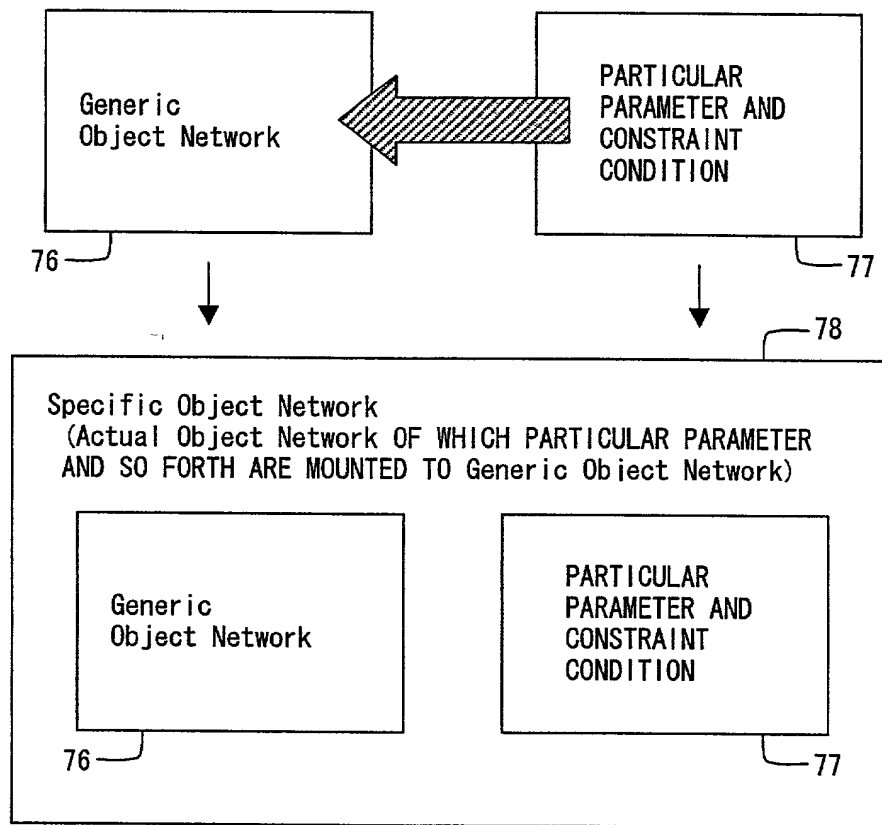 Generic
Object Network
PARTICULAR
PARAMETER AND
CONSTRAINT
CONDITION
76
77
78
Specific Object Network
(Actual Object Network OF WHICH PARTICULAR PARAMETER
AND SO FORTH ARE MOUNTED TO Generic Object Network)
Generic
Object Network
PARTICULAR
PARAMETER AND
CONSTRAINT
CONDITION
76
77